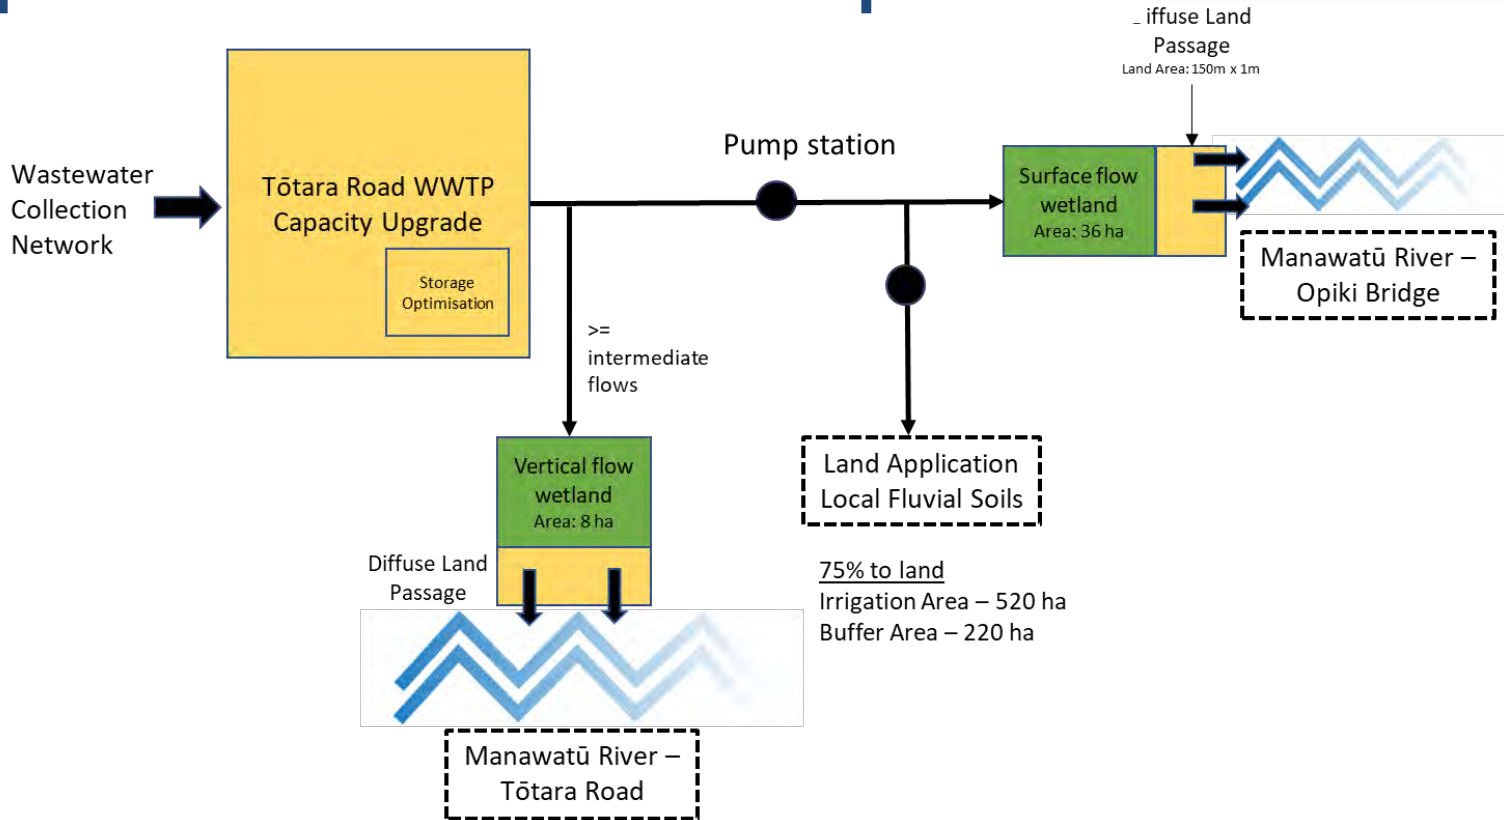 iffuse Land
Passage
Land Area: 150m x 1m
Pump station
Wastewater
Collection
Network
Tōtara Road WWTP
Capacity Upgrade
Storage
Optimisation
Surface flow
wetland
Area: 36 ha
Manawatū River –
Opiki Bridge
>=
intermediate
flows
Vertical flow
wetland
Area: 8 ha
Land Application
Local Fluvial Soils
Diffuse Land
Passage
75% to land
Irrigation Area – 520 ha
Buffer Area – 220 ha
Manawatū River –
Tōtara Road